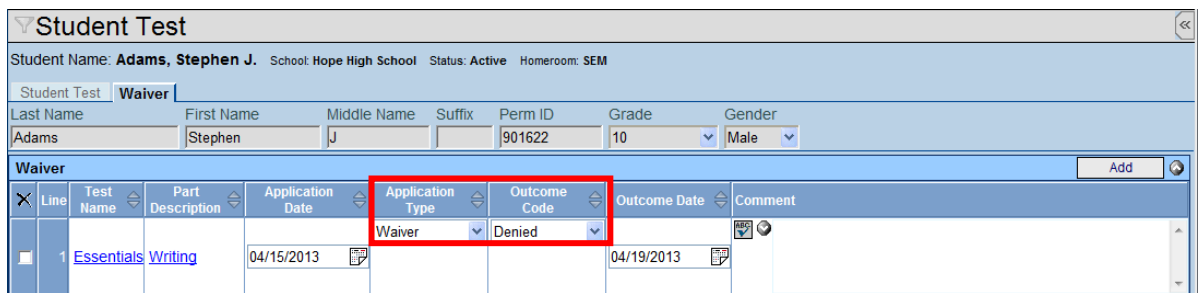 Student Test
Student Name: Adams, Stephen J. School: Hope High School Status: Active Homeroom: SEM
Student Test Waiver
Last Name First Name Middle Name Suffix Perm ID Grade Gender
Adams Stephen J 901622 10 Male
Waiver Add
X Line Test Name Part Description Application Date Application Type Outcome Code Outcome Date Comment
Waiver Denied ABC
1 Essentials Writing 04/15/2013 04/19/2013